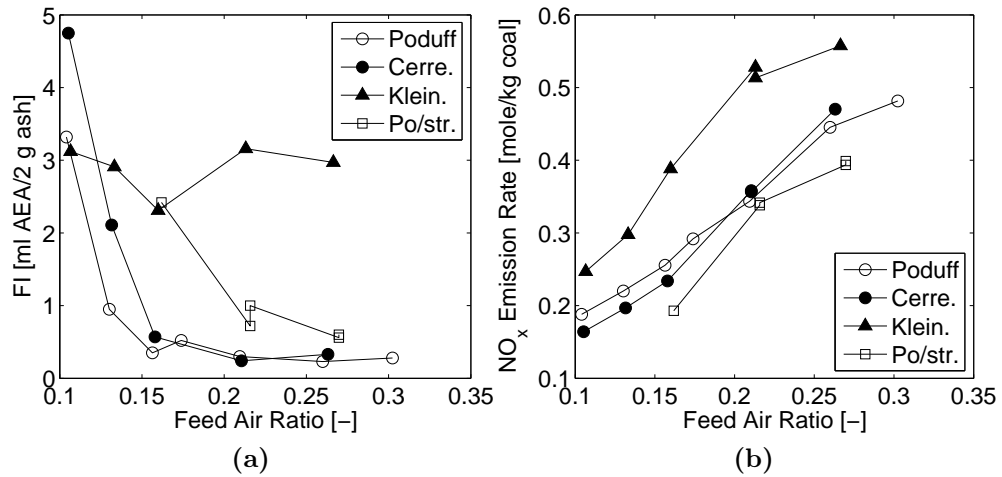 5
4
3
2
1
0
0.1 0.15 0.2 0.25 0.3 0.35
FI [ml AEA/2 g ash]
Feed Air Ratio [−]
Poduff
Cerre.
Klein.
Po/str.
(a)
0.6
0.5
0.4
0.3
0.2
0.1
0.1 0.15 0.2 0.25 0.3 0.35
NOx Emission Rate [mole/kg coal]
Feed Air Ratio [−]
Poduff
Cerre.
Klein.
Po/str.
(b)